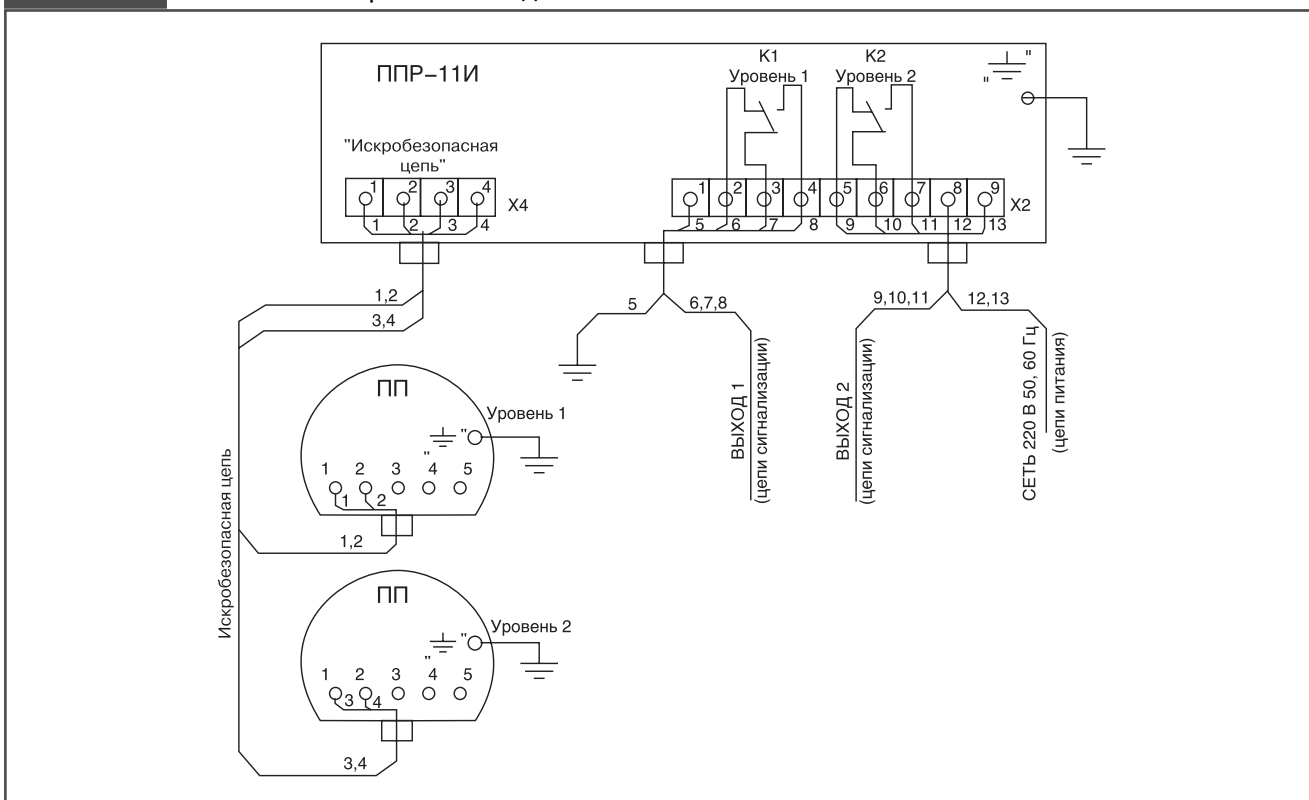 ППР–11И
К1
Уровень 1
К2
Уровень 2
" "
"Искробезопасная
цепь"
1 2 3 4
X4
1 2 3 4
1 2 3 4 5 6 7 8 9
X2
5 6 7 8 9 10 11 12 13
1,2
3,4
5
6,7,8
9,10,11
12,13
ВЫХОД 1
(цепи сигнализации)
ВЫХОД 2
(цепи сигнализации)
СЕТЬ 220 В 50, 60 Гц
(цепи питания)
Искробезопасная цепь
ПП
Уровень 1
" "
1 2 3 4 5
1 2
1,2
ПП
Уровень 2
" "
1 2 3 4 5
3 4
3,4